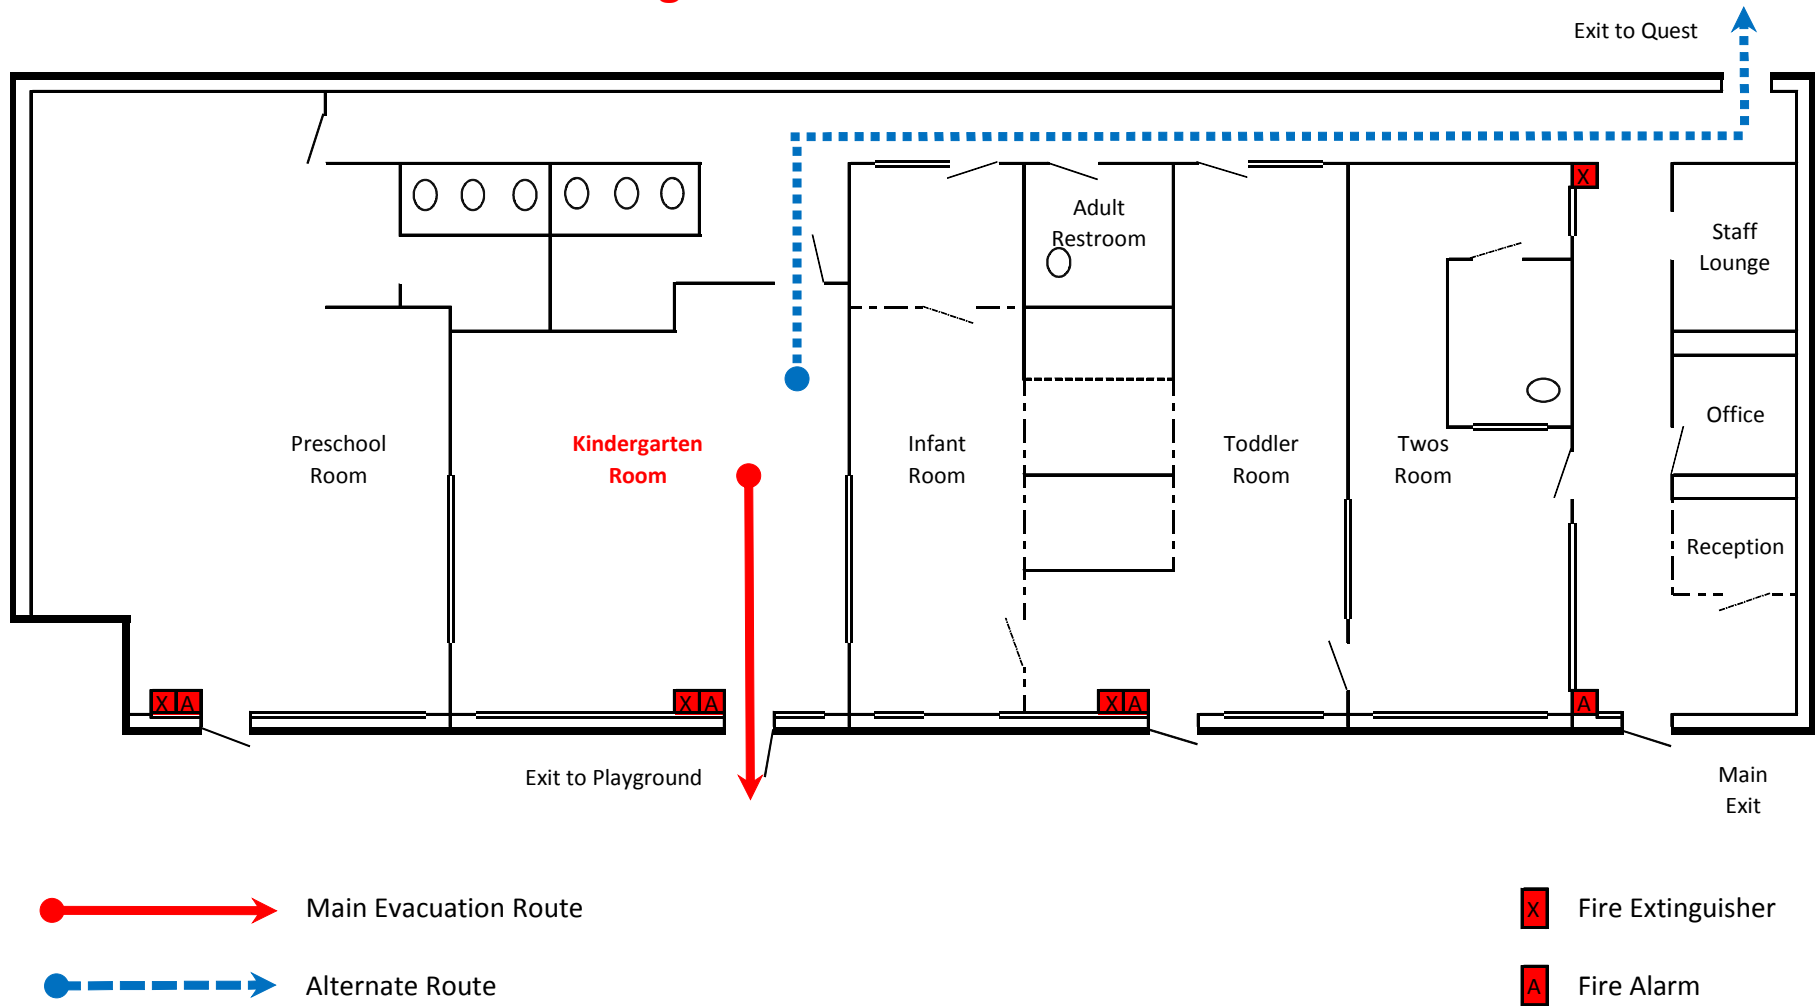 Exit to Quest
X
Adult
Restroom
Staff
Lounge
Office
Preschool
Room
Kindergarten
Room
Infant
Room
Toddler
Room
Twos
Room
Reception
X A
X A
X A
A
Exit to Playground
Main
Exit
Main Evacuation Route
X Fire Extinguisher
Alternate Route
A Fire Alarm